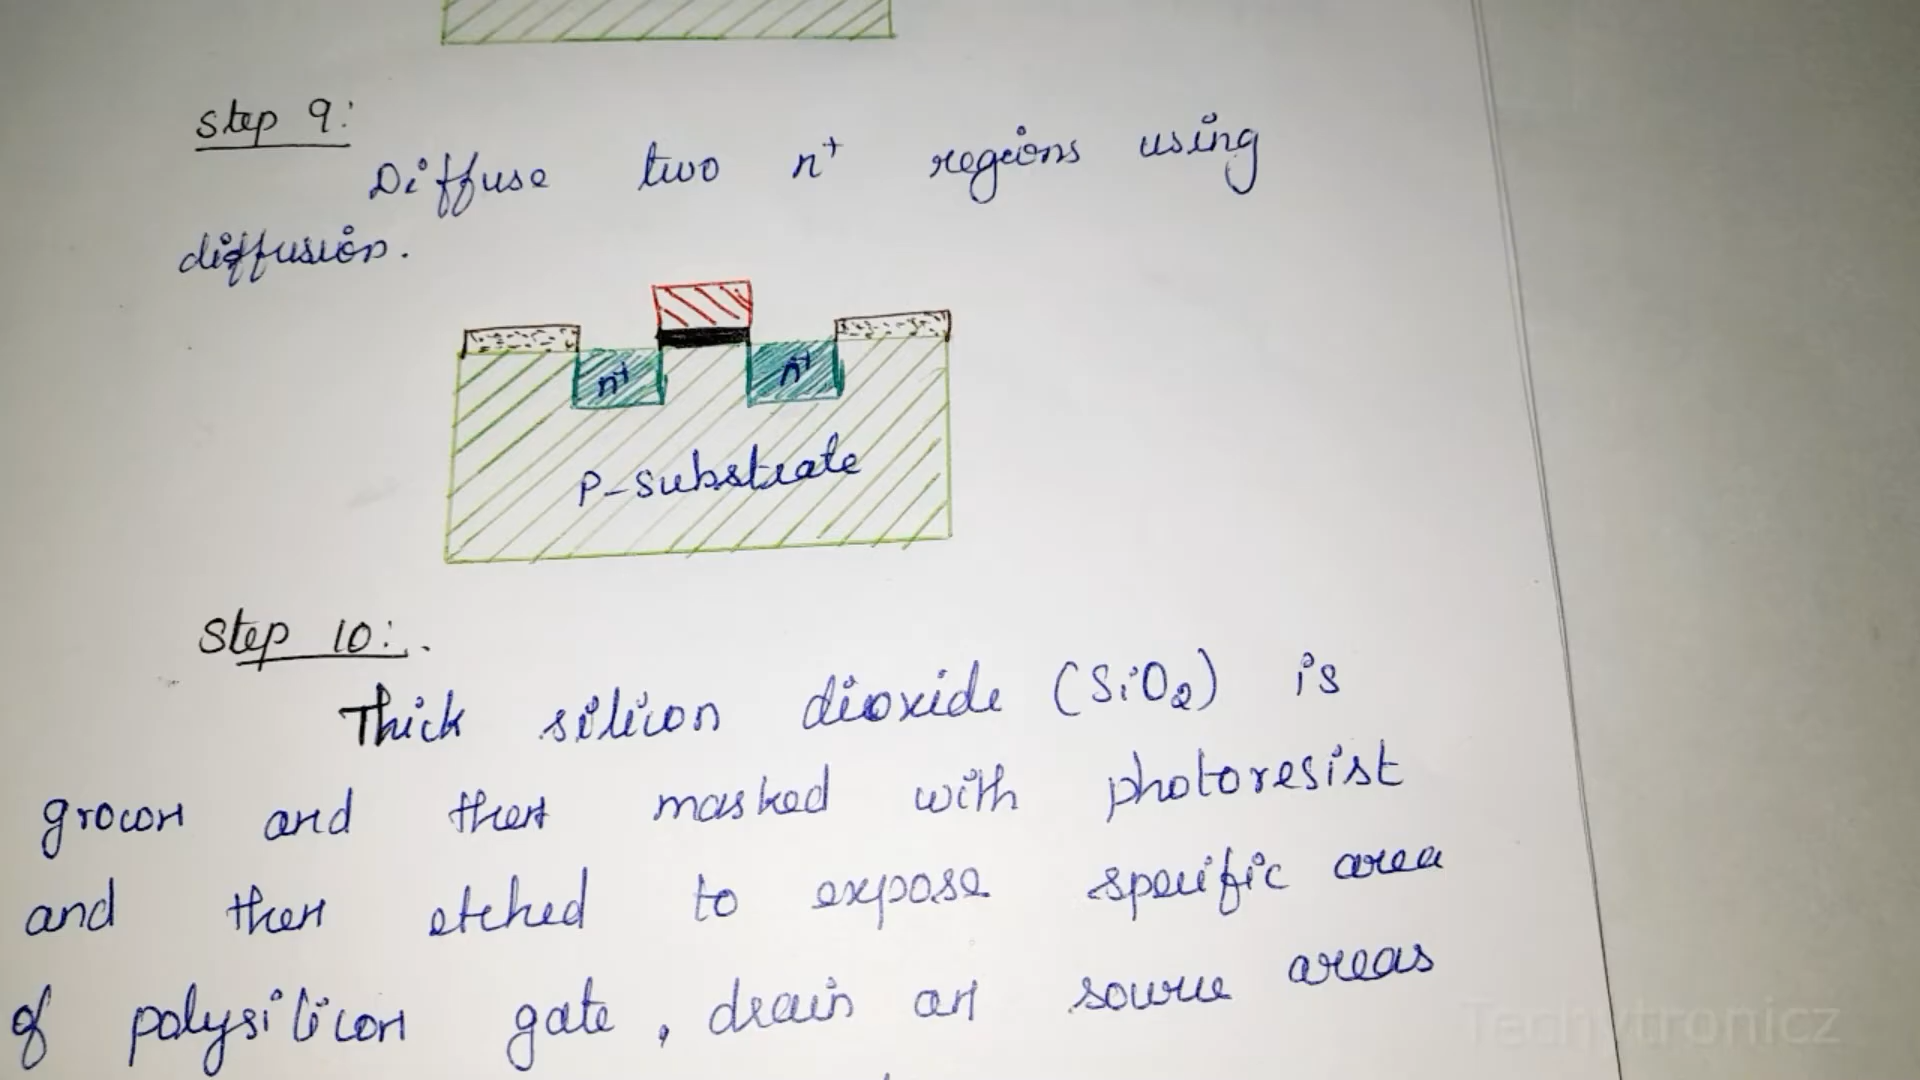 Step 9:
Diffuse two n⁺ regions using
diffusion.
n⁺ n⁺
P-substrate
Step 10:.
Thick silicon dioxide (SiO₂) is
grown and then masked with photoresist
and then etched to expose specific area
of polysilicon gate, drain an source areas
Techytronicz